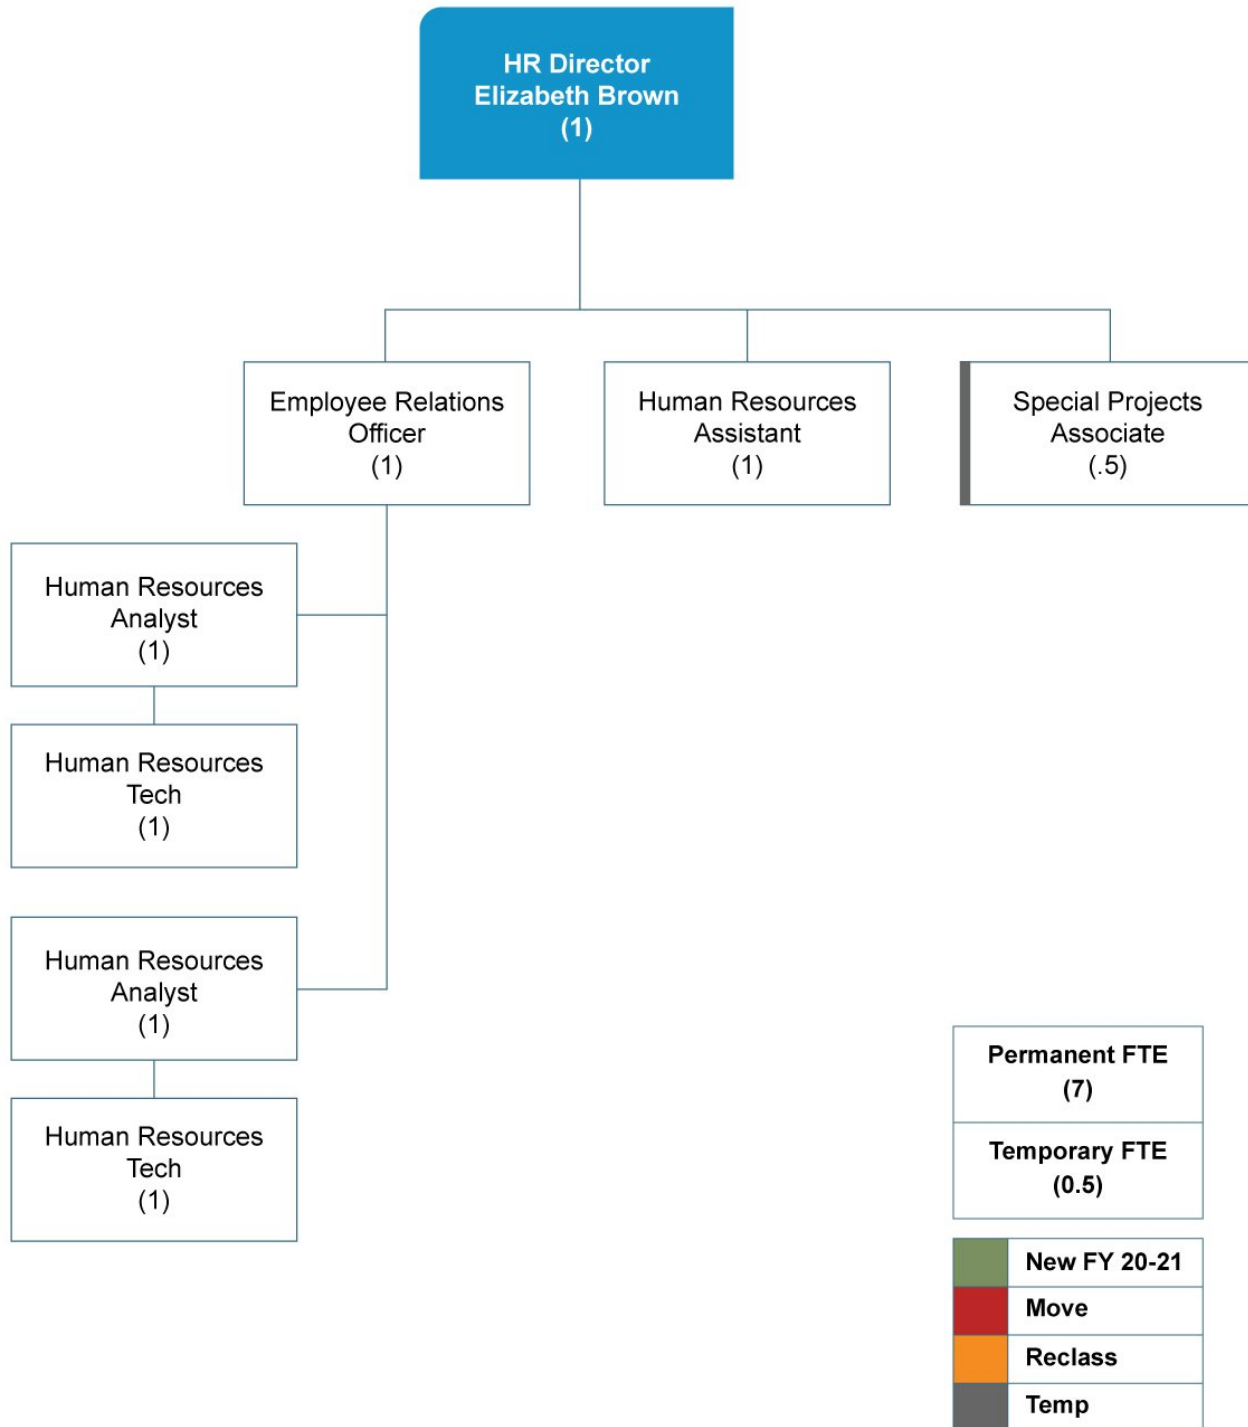 HR Director
Elizabeth Brown
(1)
Employee Relations
Officer
(1)
Human Resources
Assistant
(1)
Special Projects
Associate
(.5)
Human Resources
Analyst
(1)
Human Resources
Tech
(1)
Human Resources
Analyst
(1)
Human Resources
Tech
(1)
Permanent FTE
(7)
Temporary FTE
(0.5)
New FY 20-21
Move
Reclass
Temp